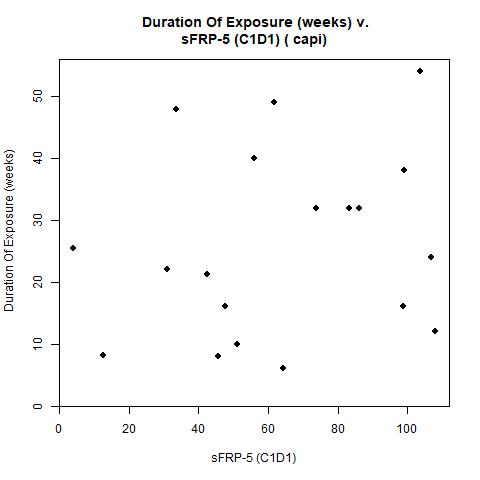 Duration Of Exposure (weeks) v.
sFRP-5 (C1D1) ( capi)
Duration Of Exposure (weeks)
50
40
30
20
10
0
0 20 40 60 80 100
sFRP-5 (C1D1)